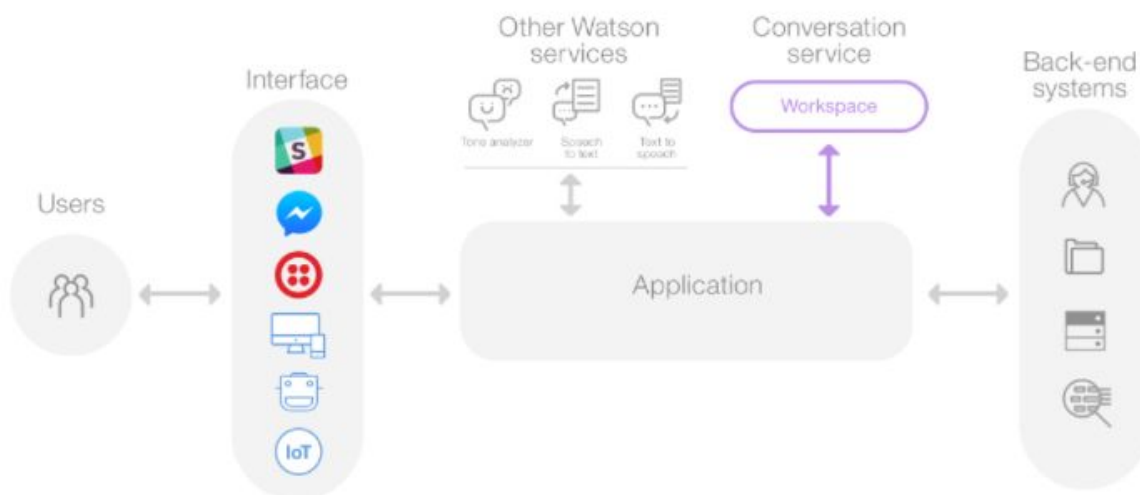 Other Watson
services
Conversation
service
Back-end
systems
Interface
Workspace
Tone analyzer
Speech
to text
Text to
speech
S
Users
Application
IoT